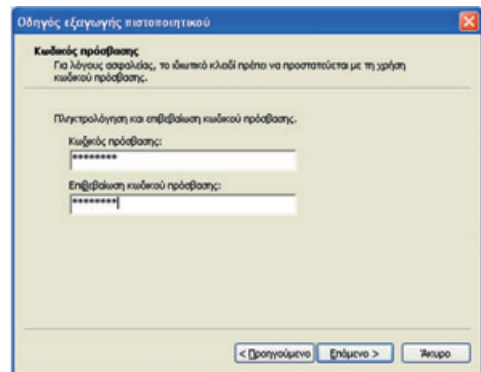 Οδηγός εξαγωγής πιστοποιητικού
Κωδικός πρόσβασης
Για λόγους ασφαλείας, το ιδιωτικό κλειδί πρέπει να προστατεύεται με τη χρήση
κωδικού πρόσβασης.
Πληκτρολόγηση και επιβεβαίωση κωδικού πρόσβασης.
Κωδικός πρόσβασης:
********
Επιβεβαίωση κωδικού πρόσβασης:
********
< Προηγούμενο Επόμενο > Άκυρο